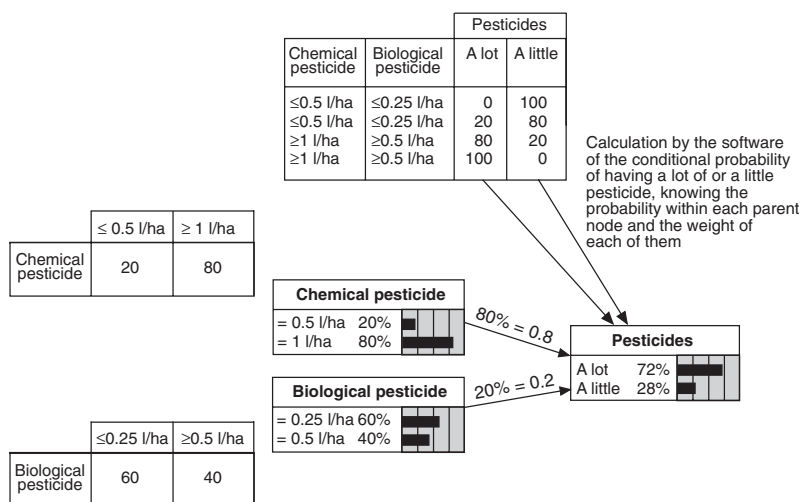 Pesticides
Chemical pesticide Biological pesticide A lot A little
≤0.5 l/ha ≤0.25 l/ha 0 100
≤0.5 l/ha ≤0.25 l/ha 20 80
≥1 l/ha ≥0.5 l/ha 80 20
≥1 l/ha ≥0.5 l/ha 100 0
Calculation by the software
of the conditional probability
of having a lot of or a little
pesticide, knowing the
probability within each parent
node and the weight of
each of them
≤ 0.5 l/ha ≥ 1 l/ha
Chemical
pesticide
20 80
Chemical pesticide
= 0.5 l/ha 20%
= 1 l/ha 80%
80% = 0.8
Pesticides
A lot 72%
A little 28%
Biological pesticide
= 0.25 l/ha 60%
= 0.5 l/ha 40%
20% = 0.2
≤0.25 l/ha ≥0.5 l/ha
Biological
pesticide
60 40